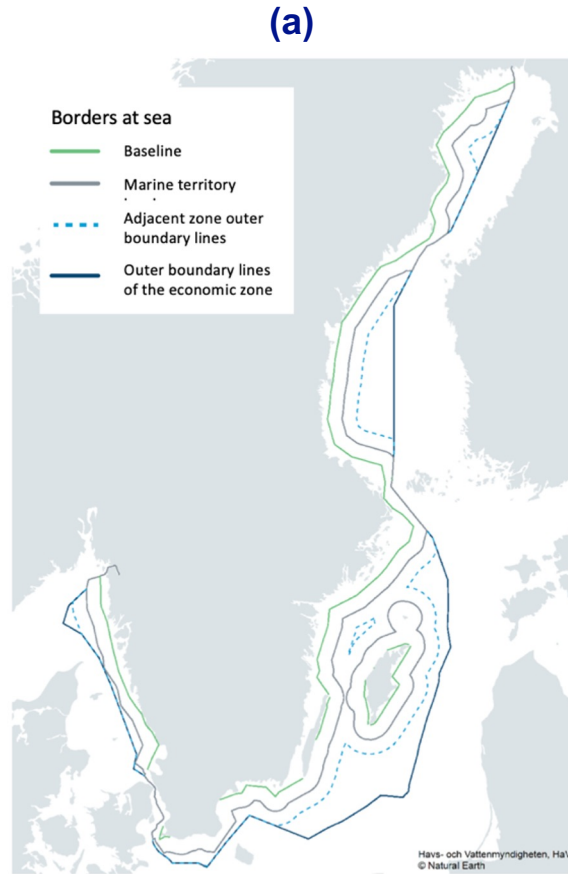 (a)
Borders at sea
Baseline
Marine territory
Adjacent zone outer
boundary lines
Outer boundary lines
of the economic zone
Havs- och Vattenmyndigheten, HaV
© Natural Earth